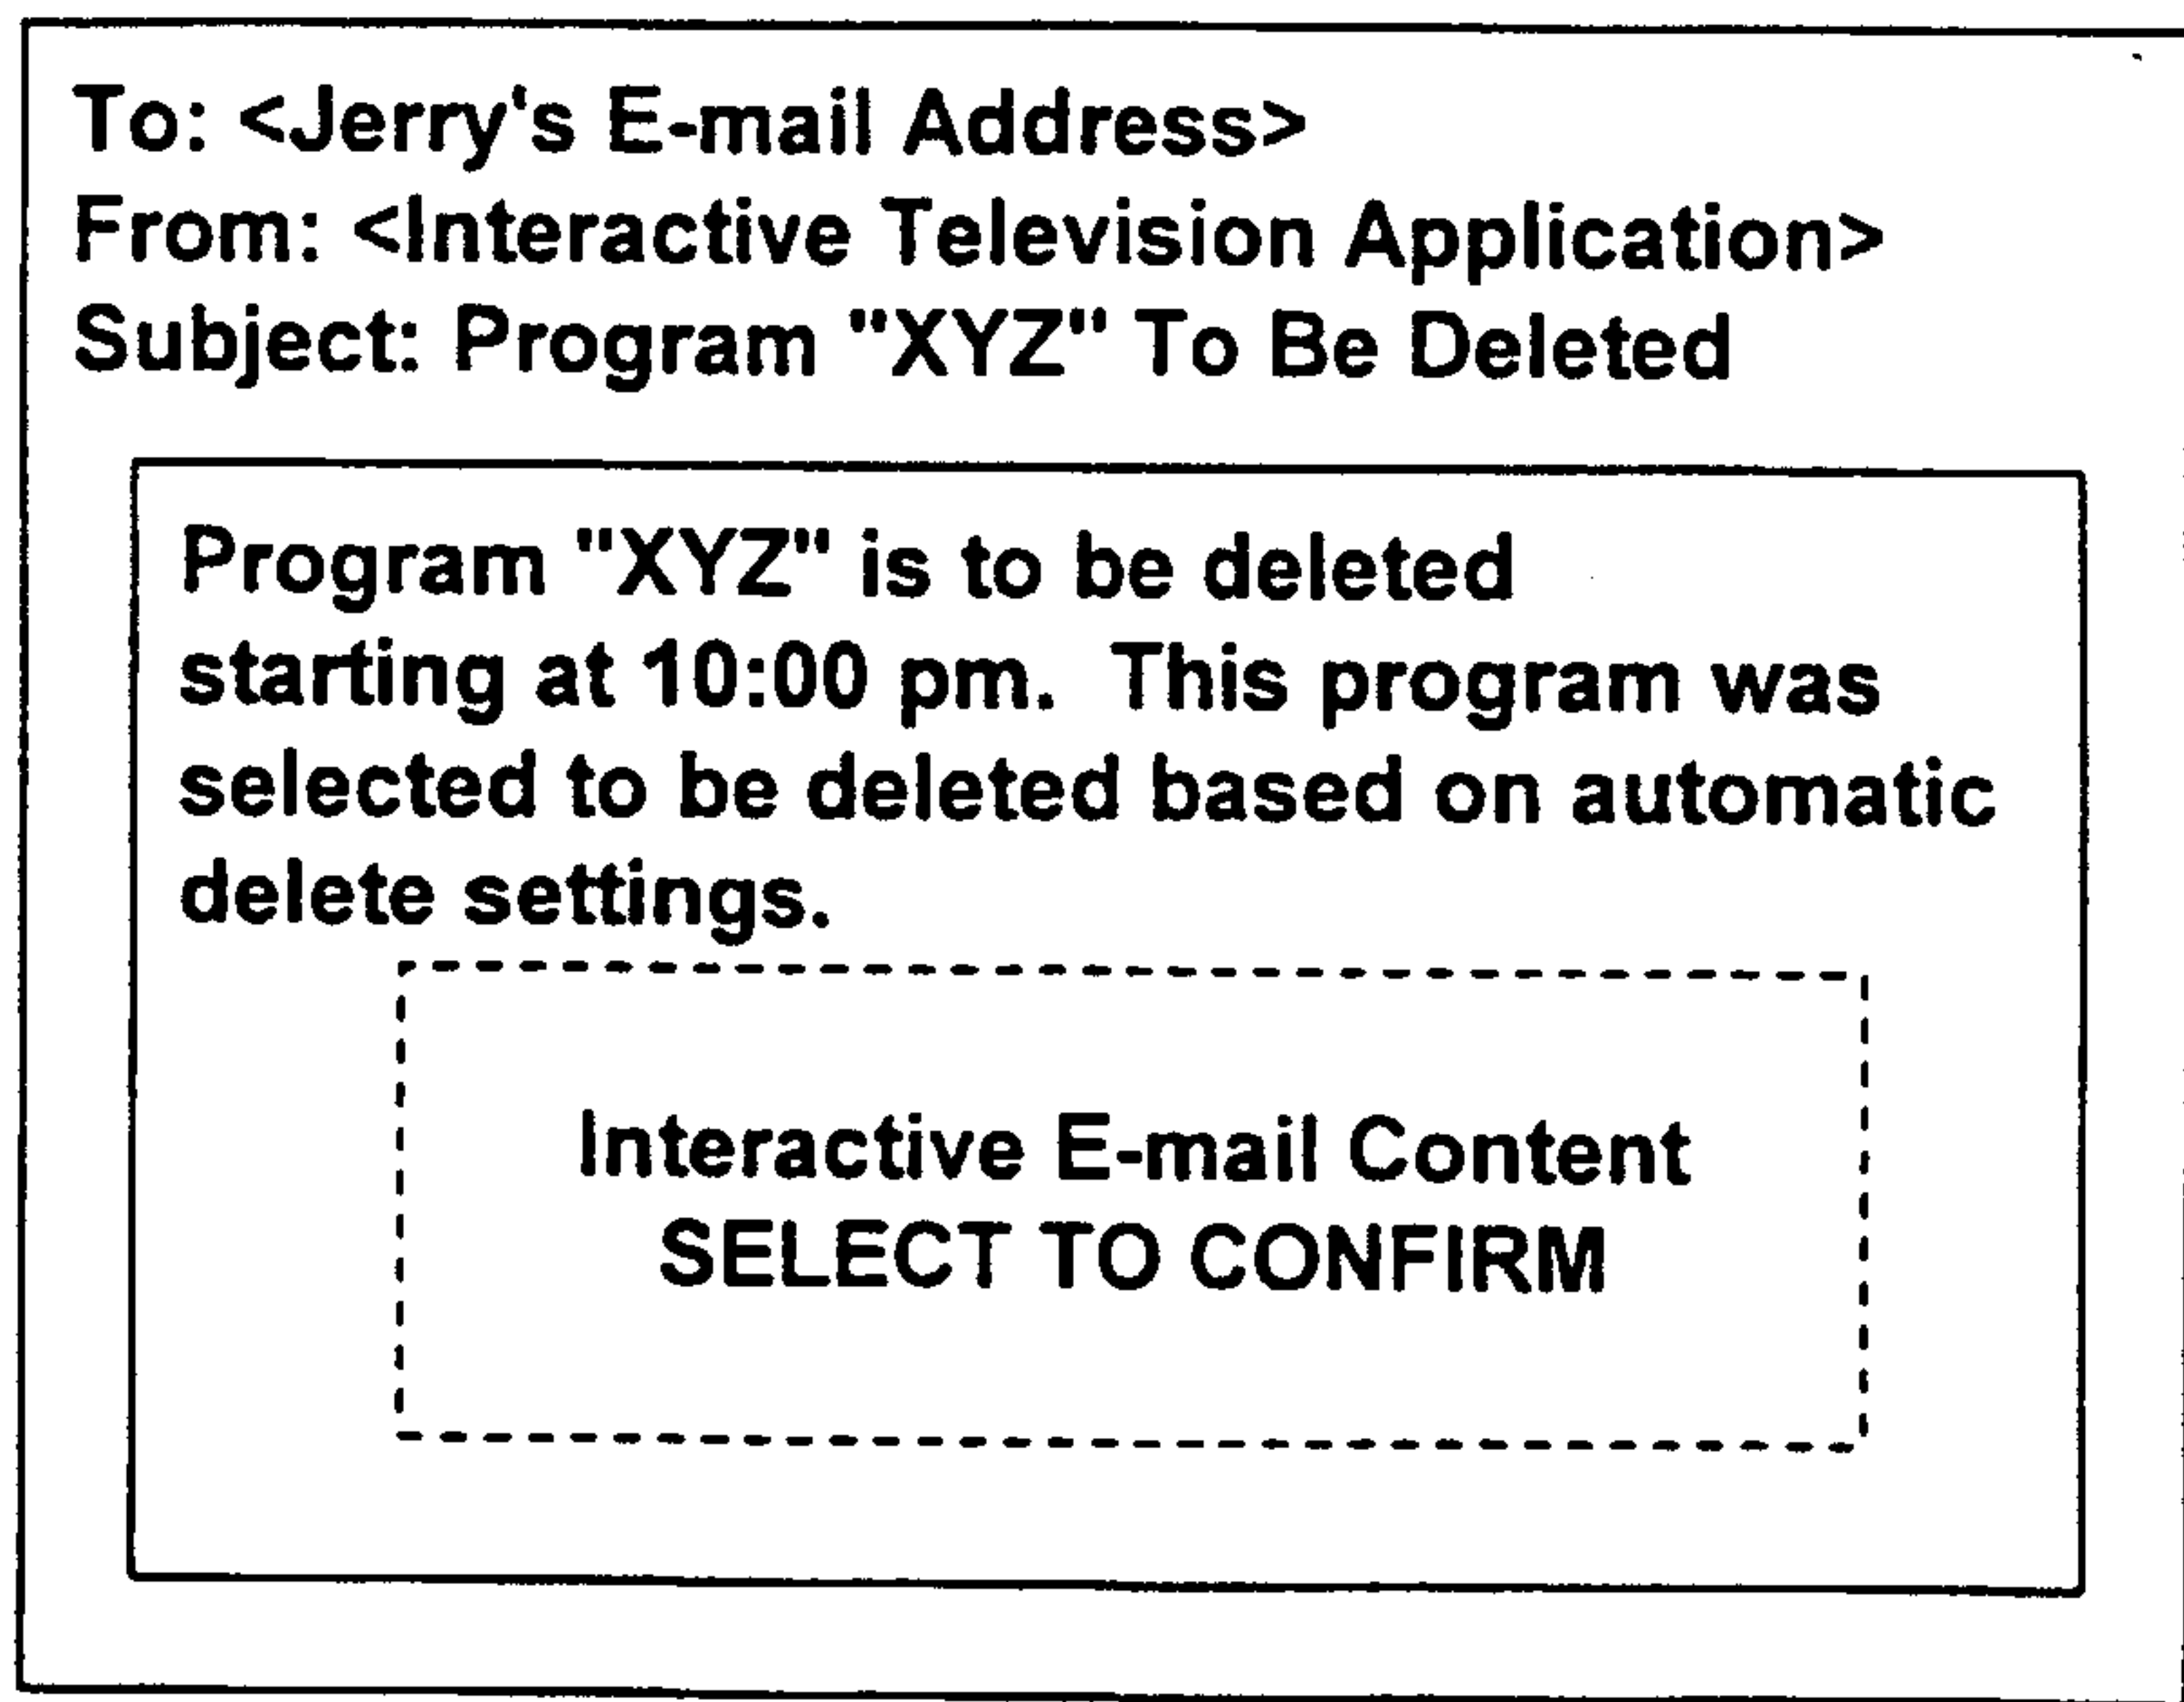 To: <Jerry's E-mail Address>
From: <Interactive Television Application>
Subject: Program "XYZ" To Be Deleted
Program "XYZ" is to be deleted
starting at 10:00 pm.  This program was
selected to be deleted based on automatic
delete settings.
Interactive E-mail Content
SELECT TO CONFIRM